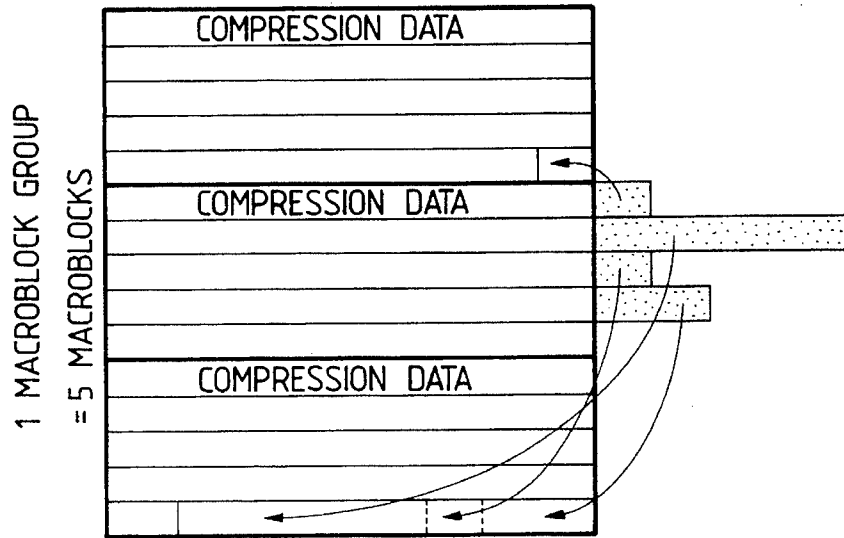 COMPRESSION DATA
COMPRESSION DATA
COMPRESSION DATA
1 MACROBLOCK GROUP
= 5 MACROBLOCKS